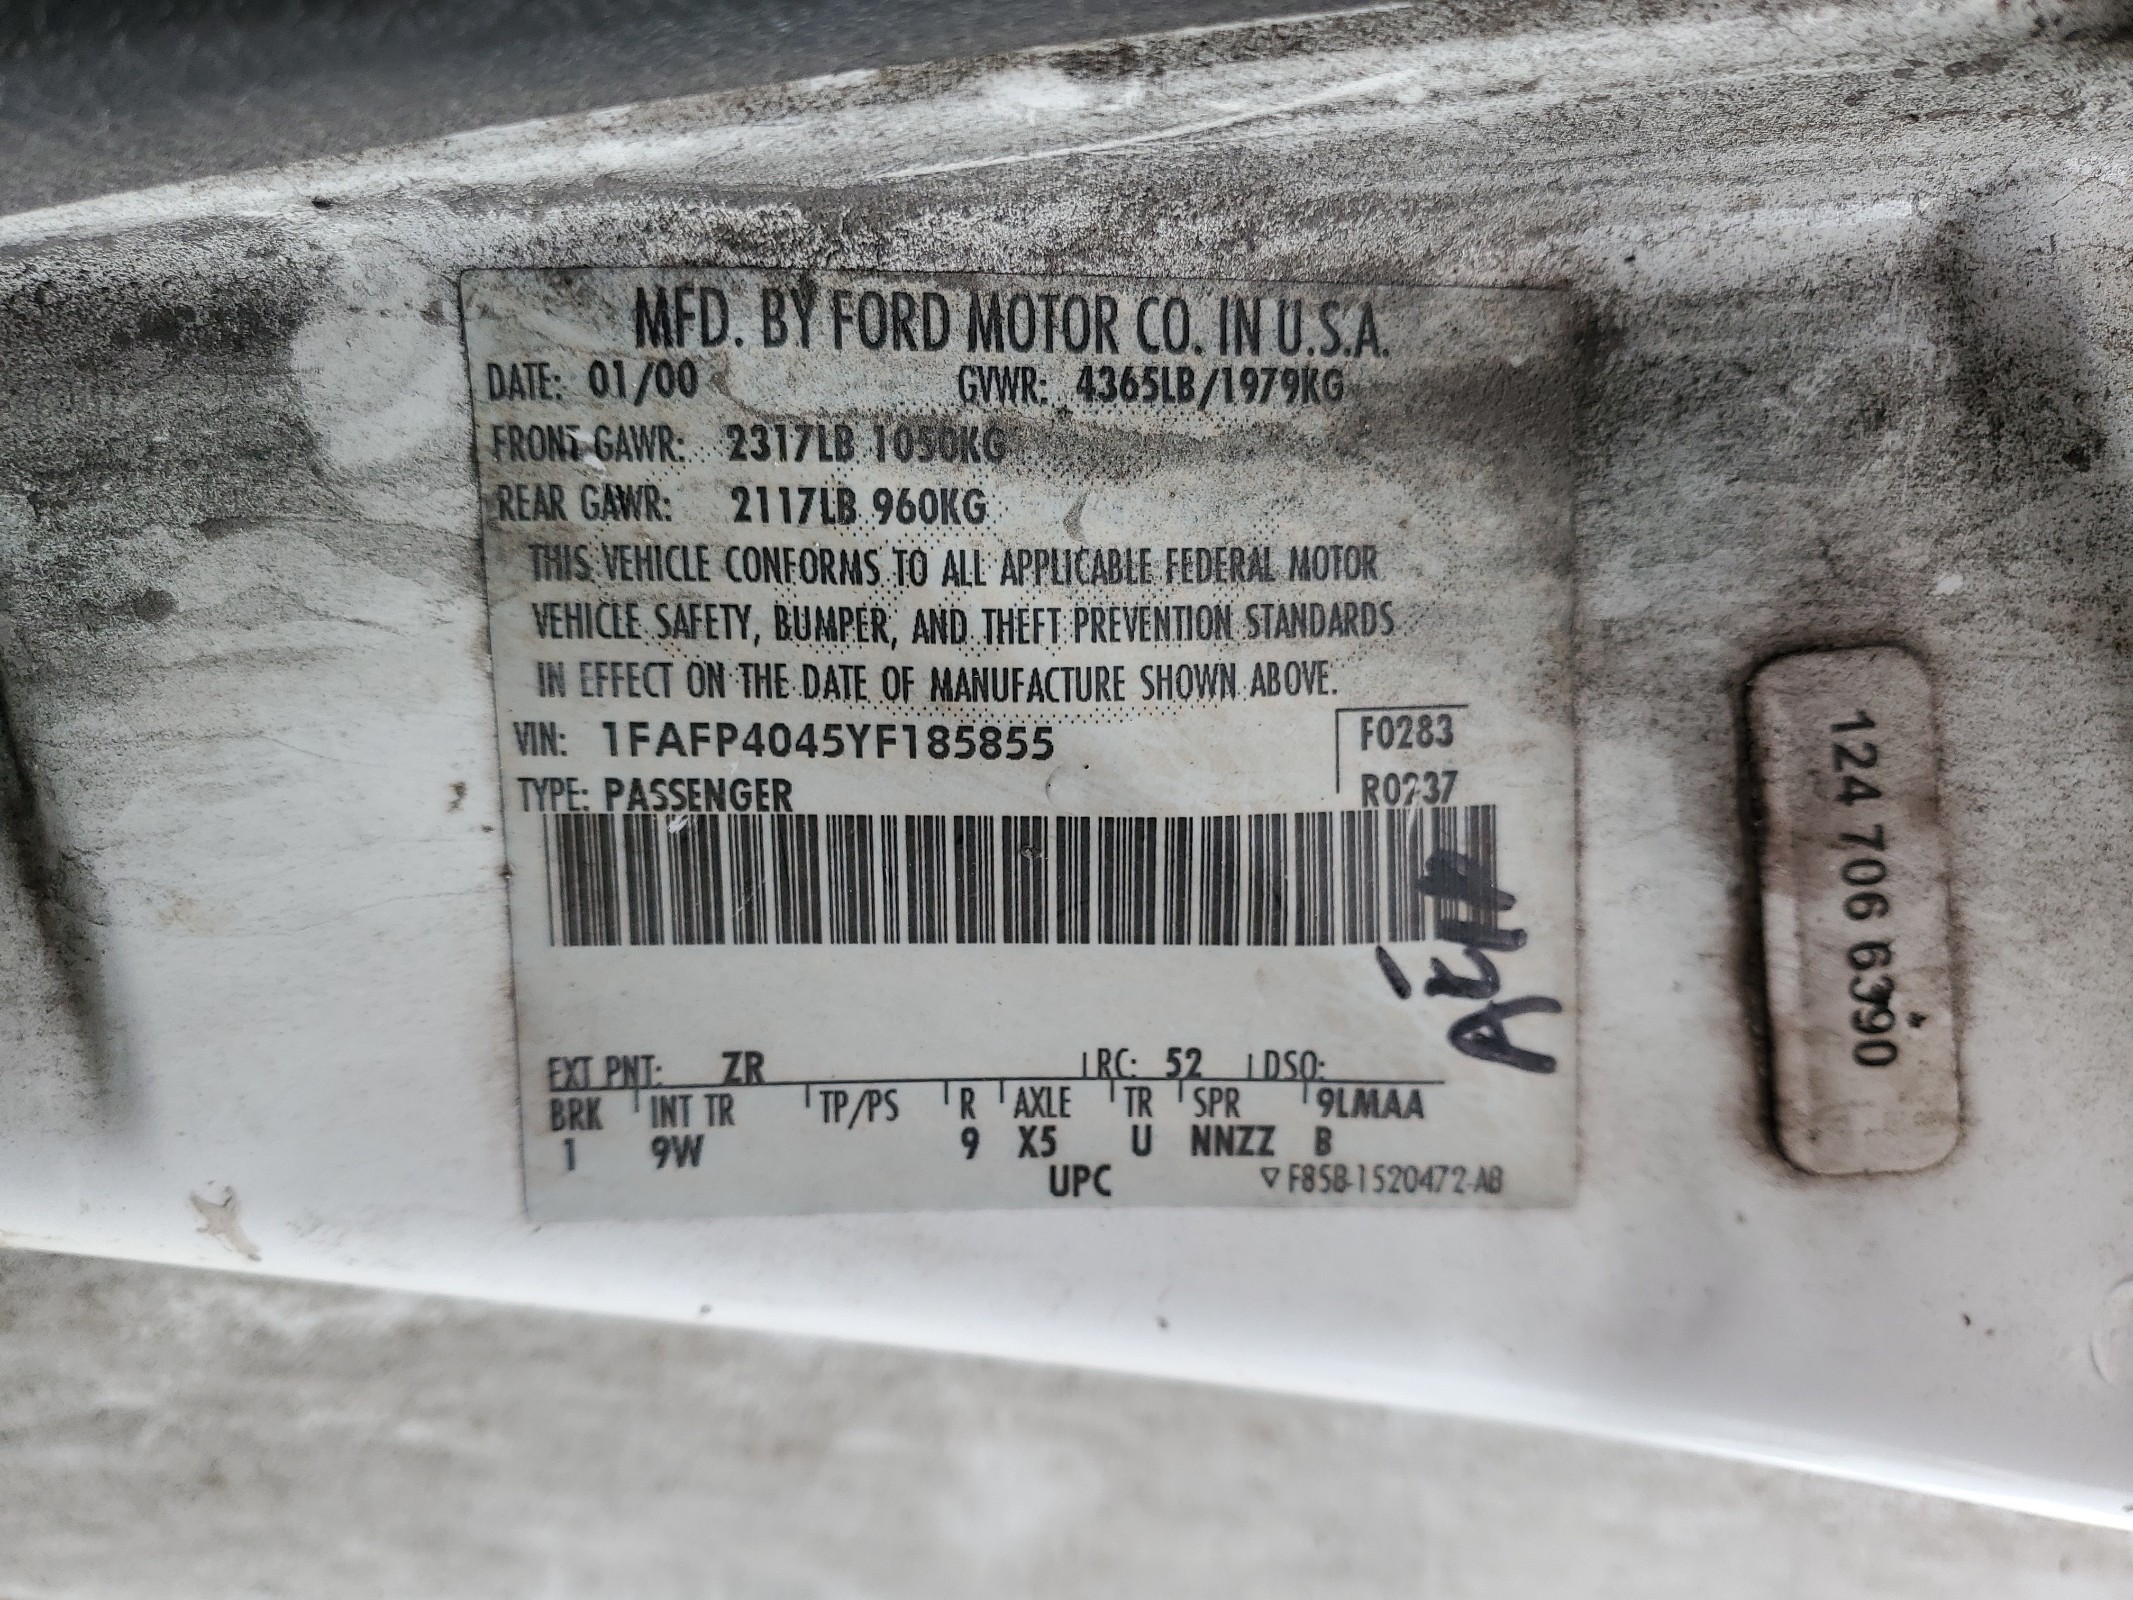 MFD. BY FORD MOTOR CO. IN U.S.A.
DATE: 01/00 GVWR: 4365LB/1979KG
FRONT GAWR: 2317LB 1050KG
REAR GAWR: 2117LB 960KG
THIS VEHICLE CONFORMS TO ALL APPLICABLE FEDERAL MOTOR
VEHICLE SAFETY, BUMPER, AND THEFT PREVENTION STANDARDS
IN EFFECT ON THE DATE OF MANUFACTURE SHOWN ABOVE.
VIN: 1FAFP4045YF185855 F0283
TYPE: PASSENGER R0237
EXT PNT: ZR RC: 52 DSO:
BRK INT TR TP/PS R AXLE TR SPR 9LMAA
1 9W 9 X5 U NNZZ B
UPC ▽ F85B-1520472-AB
124 706 6390